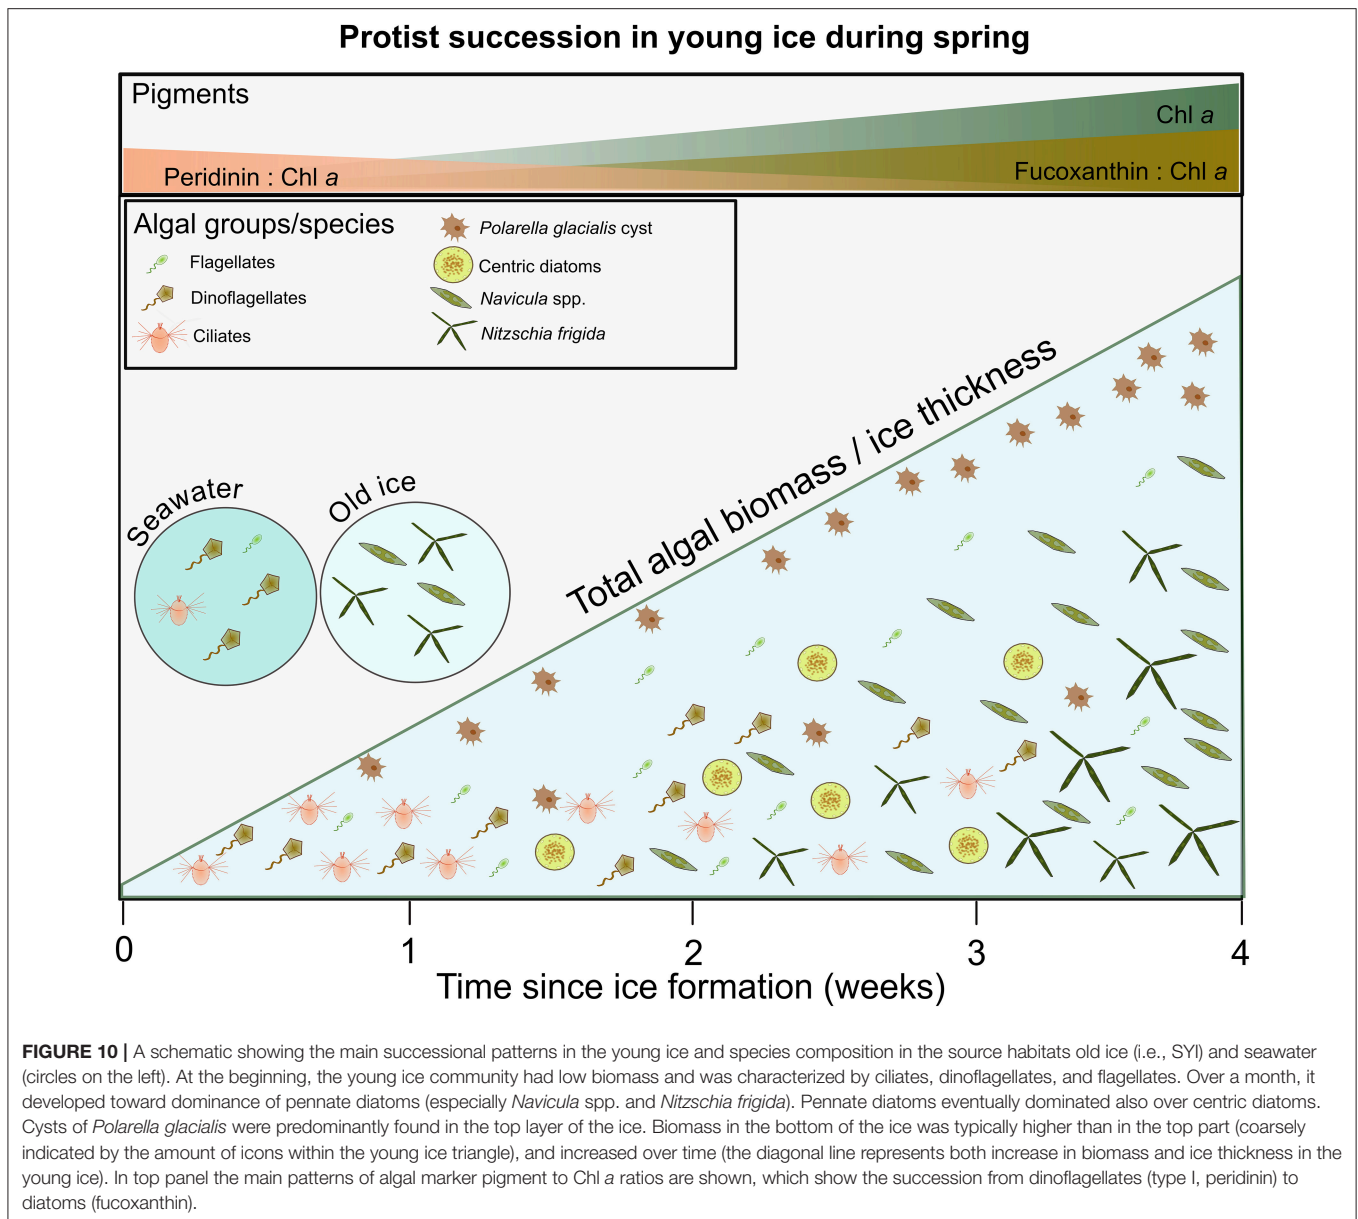 Protist succession in young ice during spring
Pigments
Chl a
Peridinin : Chl a
Fucoxanthin : Chl a
Algal groups/species
Flagellates
Dinoflagellates
Ciliates
Polarella glacialis cyst
Centric diatoms
Navicula spp.
Nitzschia frigida
Seawater
Old ice
Total algal biomass / ice thickness
0 1 2 3 4
Time since ice formation (weeks)
FIGURE 10 | A schematic showing the main successional patterns in the young ice and species composition in the source habitats old ice (i.e., SYI) and seawater
(circles on the left). At the beginning, the young ice community had low biomass and was characterized by ciliates, dinoflagellates, and flagellates. Over a month, it
developed toward dominance of pennate diatoms (especially Navicula spp. and Nitzschia frigida). Pennate diatoms eventually dominated also over centric diatoms.
Cysts of Polarella glacialis were predominantly found in the top layer of the ice. Biomass in the bottom of the ice was typically higher than in the top part (coarsely
indicated by the amount of icons within the young ice triangle), and increased over time (the diagonal line represents both increase in biomass and ice thickness in the
young ice). In top panel the main patterns of algal marker pigment to Chl a ratios are shown, which show the succession from dinoflagellates (type I, peridinin) to
diatoms (fucoxanthin).